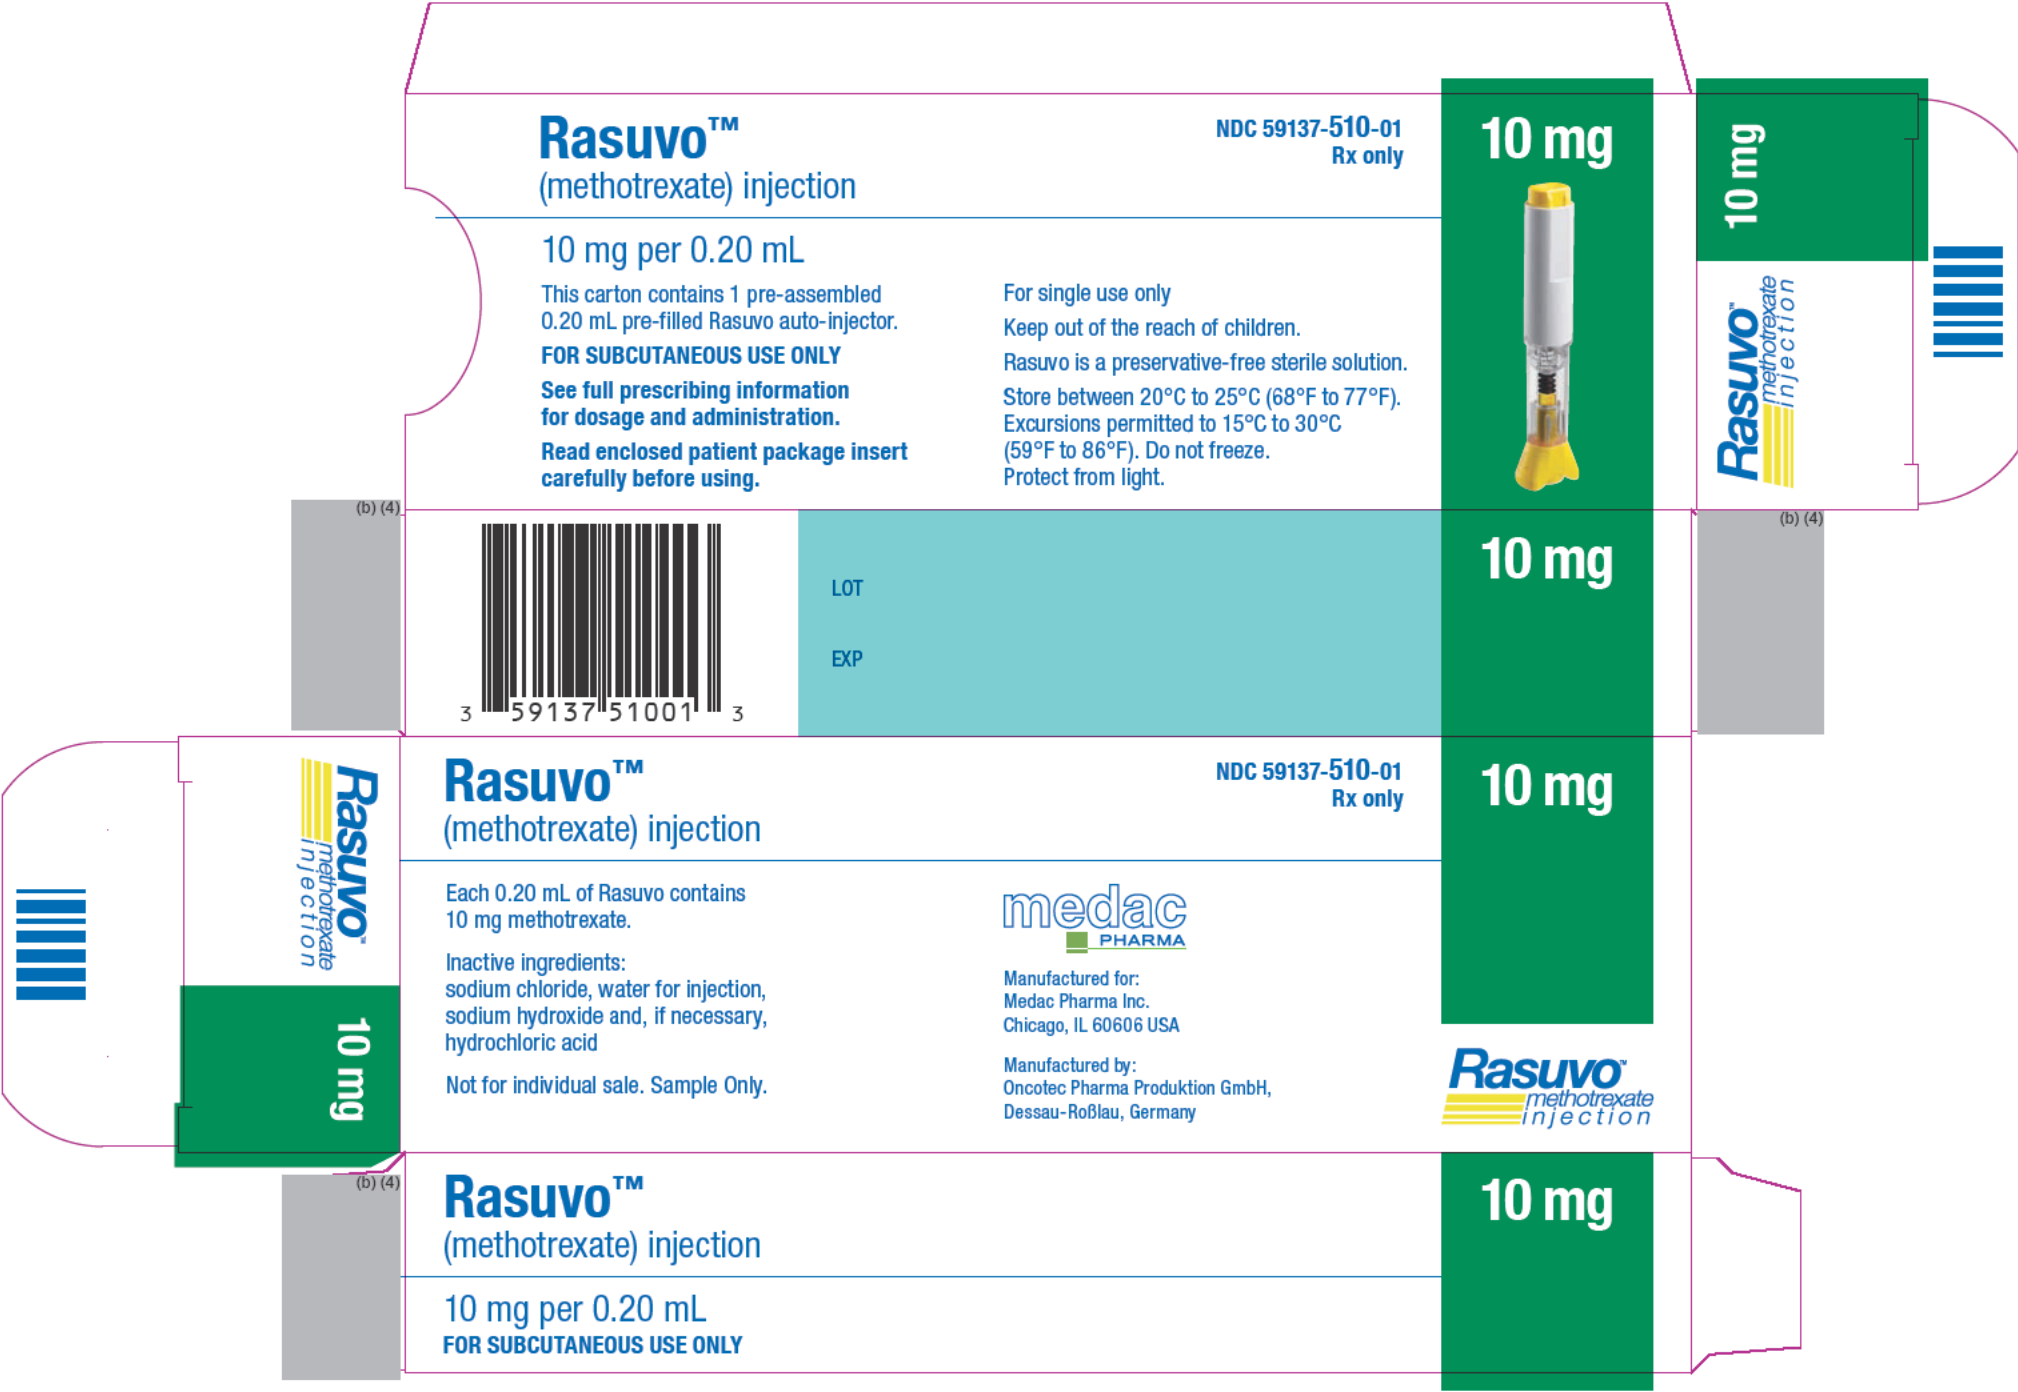 Rasuvo™
(methotrexate) injection
NDC 59137-510-01
Rx only
10 mg
10 mg per 0.20 mL
This carton contains 1 pre-assembled
0.20 mL pre-filled Rasuvo auto-injector.
FOR SUBCUTANEOUS USE ONLY
See full prescribing information
for dosage and administration.
Read enclosed patient package insert
carefully before using.
For single use only
Keep out of the reach of children.
Rasuvo is a preservative-free sterile solution.
Store between 20°C to 25°C (68°F to 77°F).
Excursions permitted to 15°C to 30°C
(59°F to 86°F). Do not freeze.
Protect from light.
10 mg
Rasuvo™
methotrexate
injection
(b) (4)
3 59137 51001 3
LOT
EXP
10 mg
(b) (4)
Rasuvo™
methotrexate
injection
10 mg
Rasuvo™
(methotrexate) injection
NDC 59137-510-01
Rx only
10 mg
Each 0.20 mL of Rasuvo contains
10 mg methotrexate.
Inactive ingredients:
sodium chloride, water for injection,
sodium hydroxide and, if necessary,
hydrochloric acid
Not for individual sale. Sample Only.
medac
PHARMA
Manufactured for:
Medac Pharma Inc.
Chicago, IL 60606 USA
Manufactured by:
Oncotec Pharma Produktion GmbH,
Dessau-Roßlau, Germany
Rasuvo™
methotrexate
injection
(b) (4)
Rasuvo™
(methotrexate) injection
10 mg
10 mg per 0.20 mL
FOR SUBCUTANEOUS USE ONLY